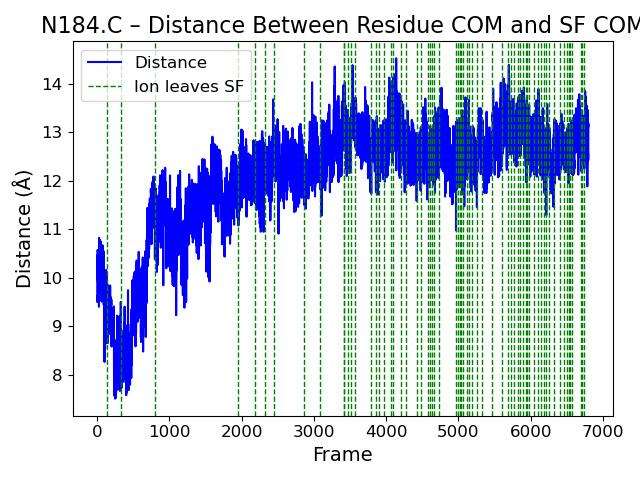 N184.C – Distance Between Residue COM and SF COM
Distance
Ion leaves SF
Distance (Å)
14
13
12
11
10
9
8
0 1000 2000 3000 4000 5000 6000 7000
Frame